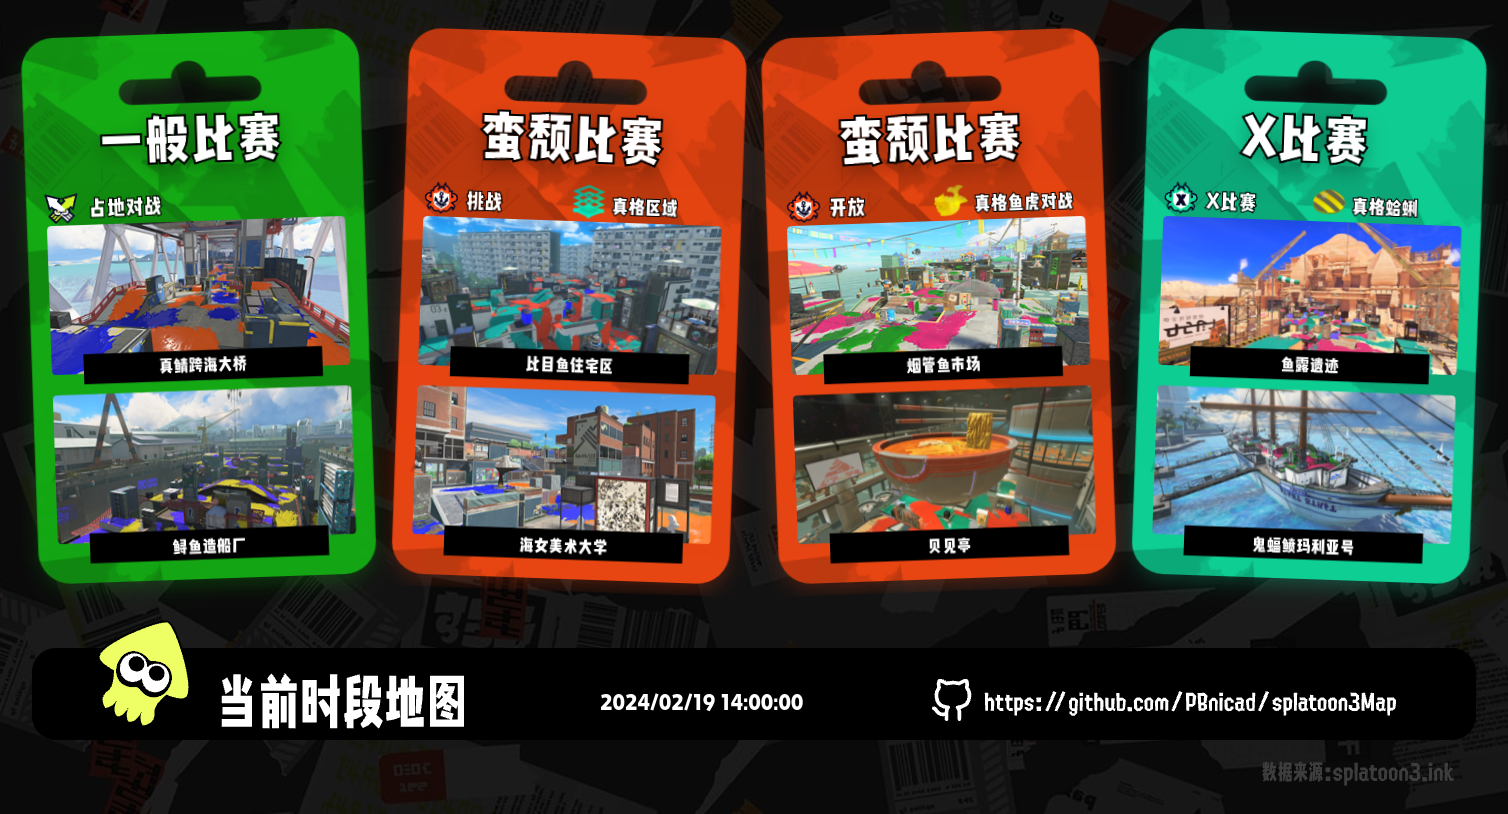 一般比赛
占地对战
真鲭跨海大桥
鲟鱼造船厂
蛮颓比赛
挑战
真格区域
比目鱼住宅区
海女美术大学
蛮颓比赛
开放
真格鱼虎对战
烟管鱼市场
贝贝亭
X比赛
X比赛
真格蛤蜊
鱼露遗迹
鬼蝠鲼玛利亚号
当前时段地图
2024/02/19 14:00:00
https://github.com/PBnicad/splatoon3Map
数据来源:splatoon3.ink